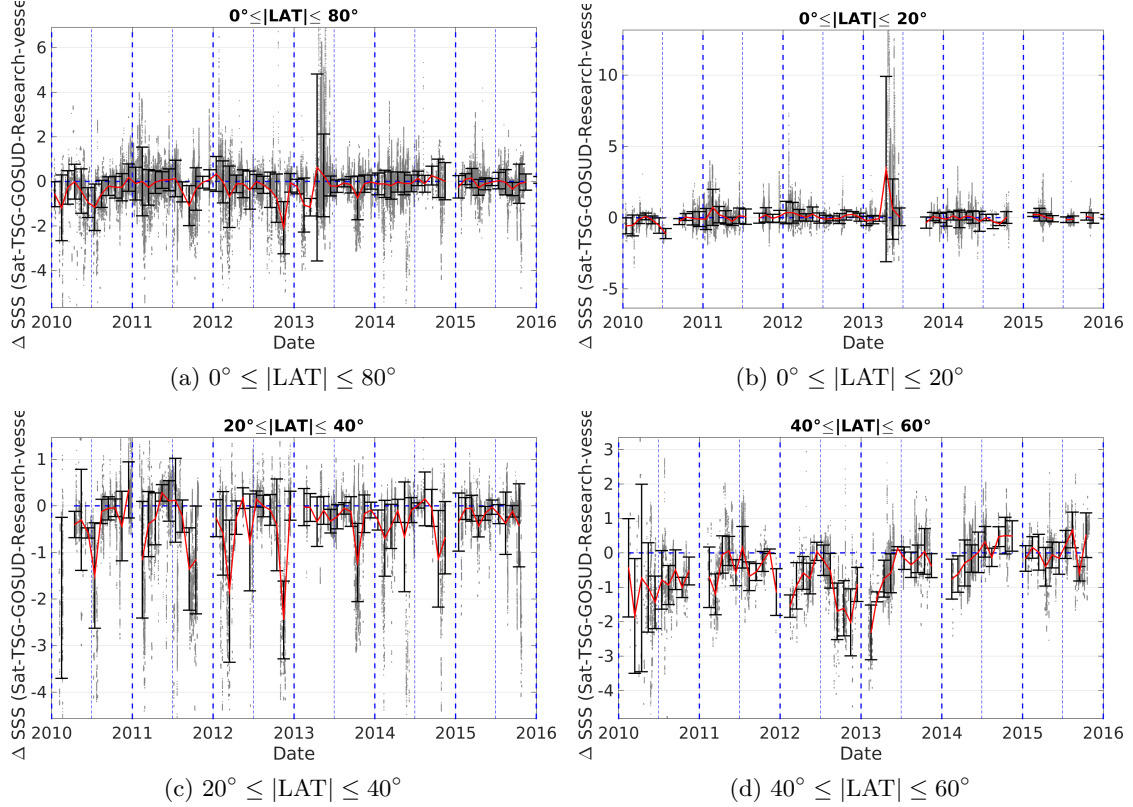 0°≤|LAT|≤ 80°
Δ SSS (Sat-TSG-GOSUD-Research-vesse
6
4
2
0
-2
-4
2010 2011 2012 2013 2014 2015 2016
Date
(a) 0° ≤ |LAT| ≤ 80°
0°≤|LAT|≤ 20°
Δ SSS (Sat-TSG-GOSUD-Research-vesse
10
5
0
-5
2010 2011 2012 2013 2014 2015 2016
Date
(b) 0° ≤ |LAT| ≤ 20°
20°≤|LAT|≤ 40°
Δ SSS (Sat-TSG-GOSUD-Research-vesse
1
0
-1
-2
-3
-4
2010 2011 2012 2013 2014 2015 2016
Date
(c) 20° ≤ |LAT| ≤ 40°
40°≤|LAT|≤ 60°
Δ SSS (Sat-TSG-GOSUD-Research-vesse
3
2
1
0
-1
-2
-3
-4
2010 2011 2012 2013 2014 2015 2016
Date
(d) 40° ≤ |LAT| ≤ 60°